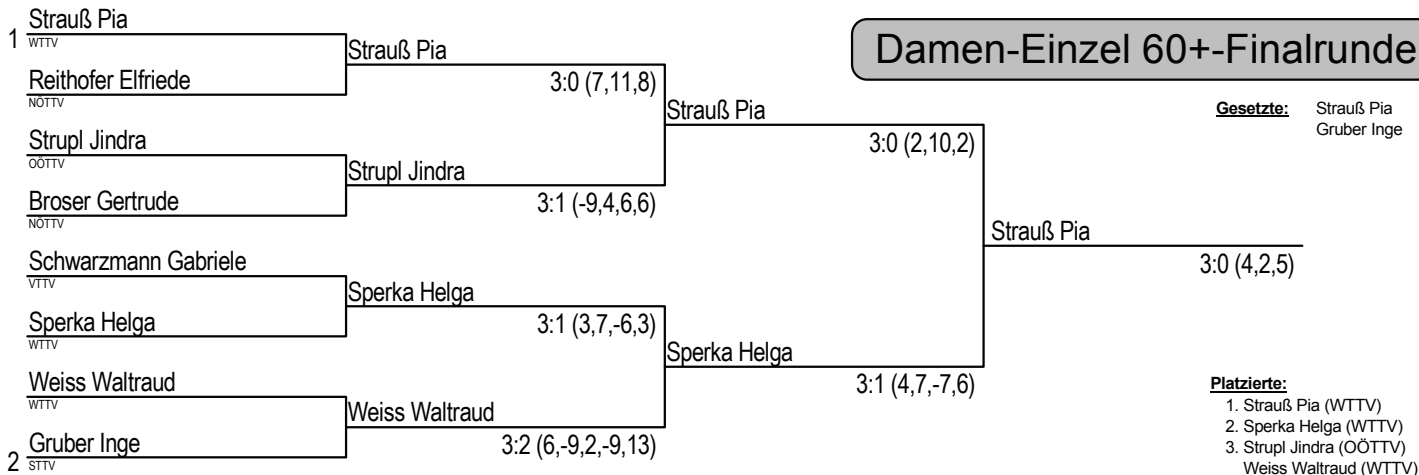 Damen-Einzel 60+-Finalrunde
Gesetzte: Strauß Pia
Gruber Inge
1 Strauß Pia
WTTV
Reithofer Elfriede
NÖTTV
Strupl Jindra
OÖTTV
Broser Gertrude
NÖTTV
Schwarzmann Gabriele
VTTV
Sperka Helga
WTTV
Weiss Waltraud
WTTV
2 Gruber Inge
STTV
Strauß Pia
3:0 (7,11,8)
Strupl Jindra
3:1 (-9,4,6,6)
Sperka Helga
3:1 (3,7,-6,3)
Weiss Waltraud
3:2 (6,-9,2,-9,13)
Strauß Pia
3:0 (2,10,2)
Sperka Helga
3:1 (4,7,-7,6)
Strauß Pia
3:0 (4,2,5)
Platzierte:
1. Strauß Pia (WTTV)
2. Sperka Helga (WTTV)
3. Strupl Jindra (OÖTTV)
Weiss Waltraud (WTTV)